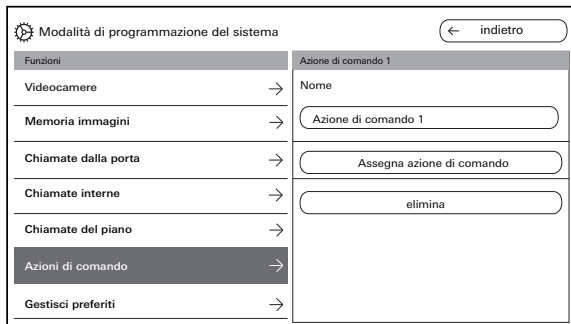 Modalità di programmazione del sistema
← indietro
Funzioni
Videocamere →
Memoria immagini →
Chiamate dalla porta →
Chiamate interne →
Chiamate del piano →
Azioni di comando →
Gestisci preferiti →
Azione di comando 1
Nome
Azione di comando 1
Assegna azione di comando
elimina